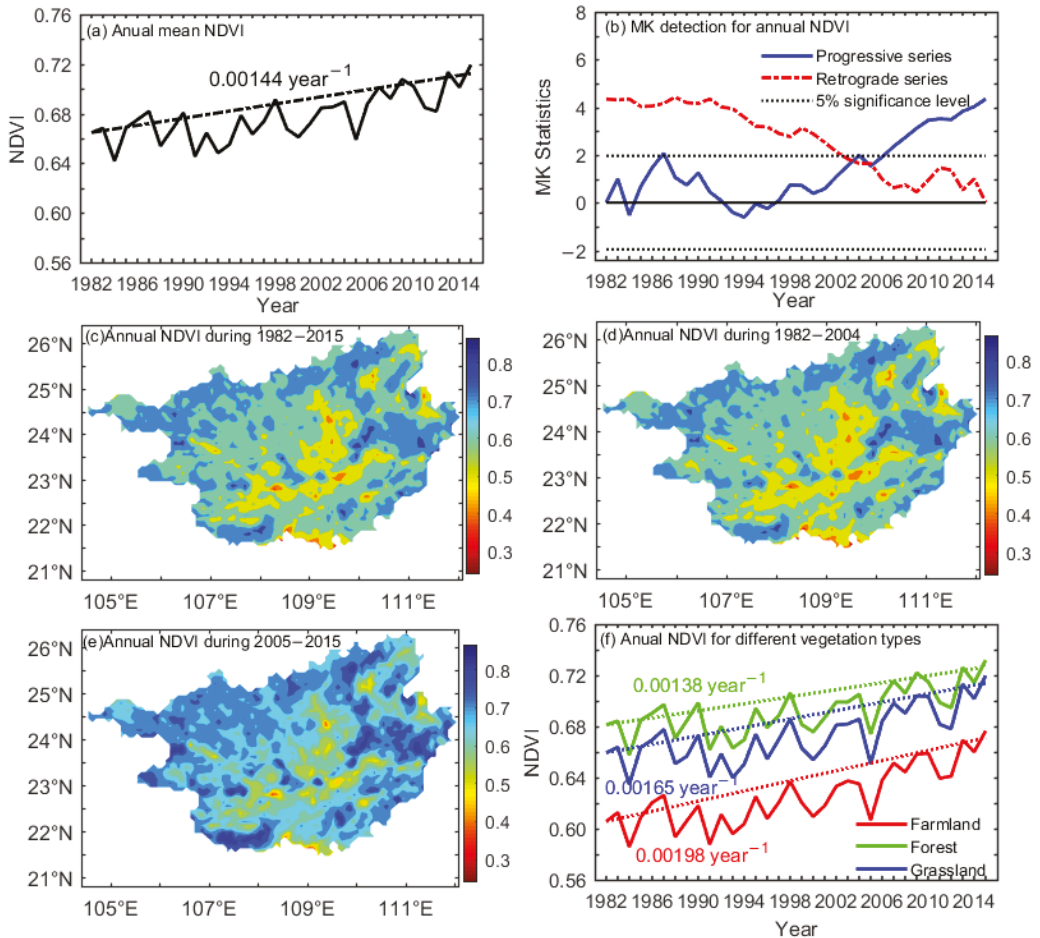 (a) Anual mean NDVI
0.00144 year−1
0.76
0.72
0.68
0.64
0.60
0.56
NDVI
1982 1986 1990 1994 1998 2002 2006 2010 2014
Year
(b) MK detection for annual NDVI
Progressive series
Retrograde series
5% significance level
8
6
4
2
0
−2
MK Statistics
1982 1986 1990 1994 1998 2002 2006 2010 2014
Year
(c)Annual NDVI during 1982−2015
26°N
25°N
24°N
23°N
22°N
21°N
105°E 107°E 109°E 111°E
0.8
0.7
0.6
0.5
0.4
0.3
(d)Annual NDVI during 1982−2004
26°N
25°N
24°N
23°N
22°N
21°N
105°E 107°E 109°E 111°E
0.8
0.7
0.6
0.5
0.4
0.3
(e)Annual NDVI during 2005−2015
26°N
25°N
24°N
23°N
22°N
21°N
105°E 107°E 109°E 111°E
0.8
0.7
0.6
0.5
0.4
0.3
(f) Anual NDVI for different vegetation types
0.00138 year−1
0.00165 year−1
0.00198 year−1
Farmland
Forest
Grassland
0.76
0.72
0.68
0.64
0.60
0.56
NDVI
1982 1986 1990 1994 1998 2002 2006 2010 2014
Year